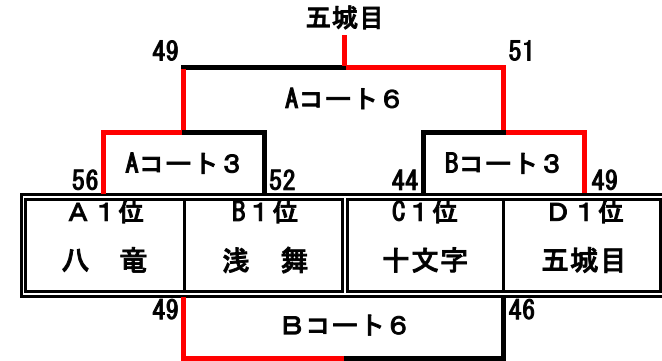 五城目
49 51
Aコート６
Aコート３ Bコート３
56 52 44 49
Ａ１位 B１位 C１位 Ｄ１位
八　竜 浅　舞 十文字 五城目
49 46
Ｂコート６